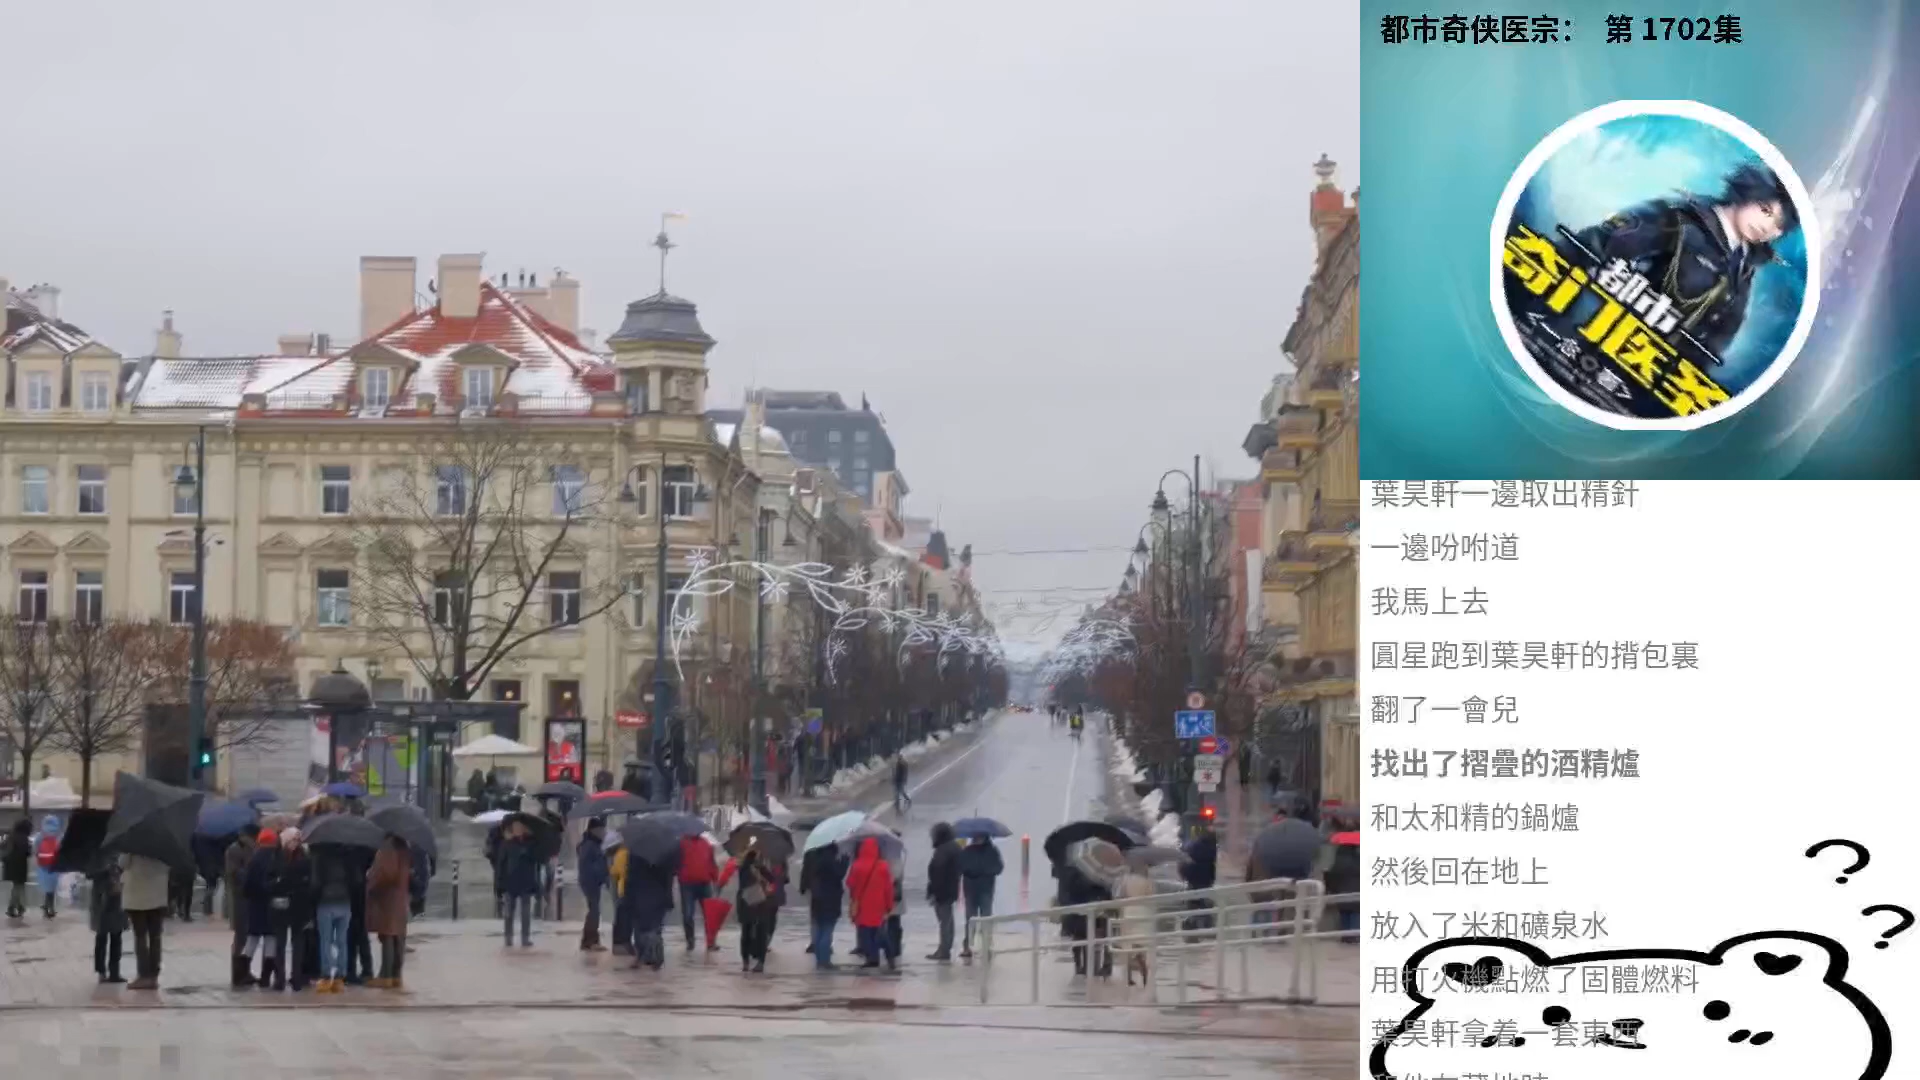 都市奇侠医宗： 第 1702集
都市
奇门医圣
葉昊軒一邊取出精針
一邊吩咐道
我馬上去
圓星跑到葉昊軒的揹包裏
翻了一會兒
找出了摺疊的酒精爐
和太和精的鍋爐
然後回在地上
放入了米和礦泉水
用打火機點燃了固體燃料
葉昊軒拿着一套東西